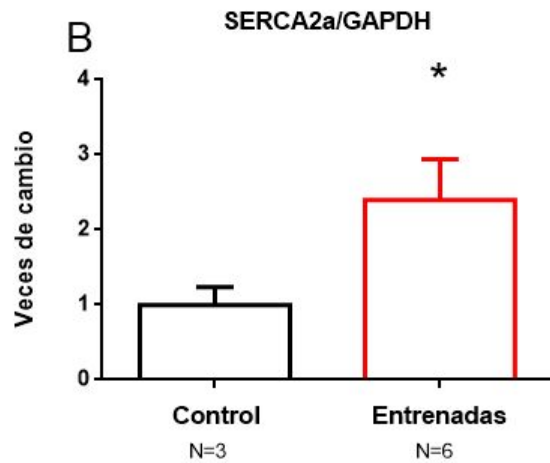 B
SERCA2a/GAPDH
*
Veces de cambio
4
3
2
1
0
Control
Entrenadas
N=3
N=6